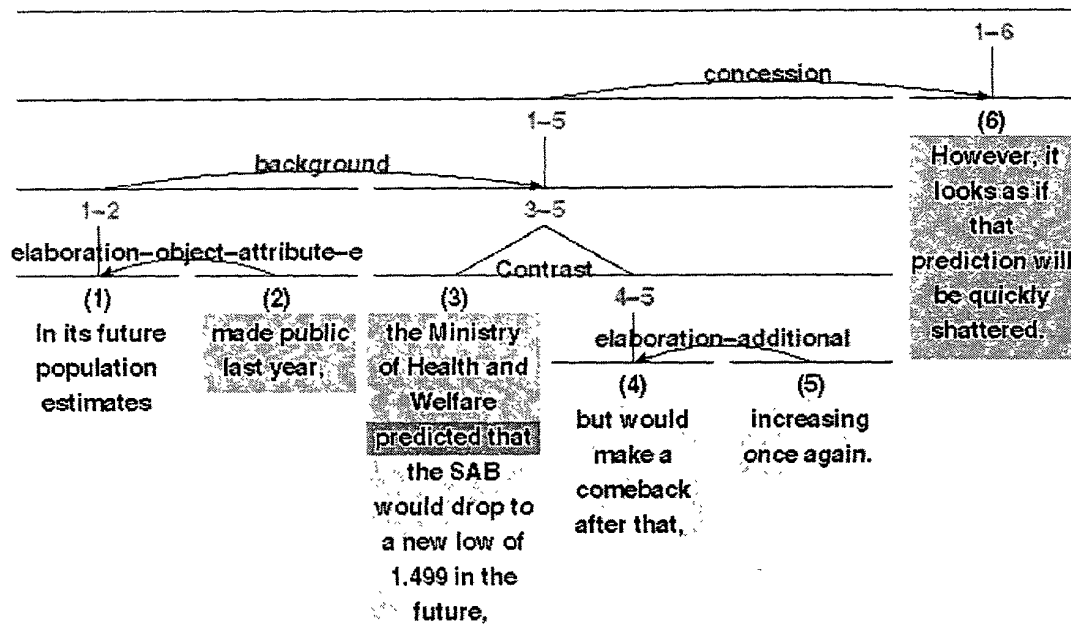 1–6
concession
1–5
(6)
However, it
looks as if
that
prediction will
be quickly
shattered.
background
1–2
3–5
elaboration–object–attribute–e
Contrast
(1)
In its future
population
estimates
(2)
made public
last year,
(3)
the Ministry
of Health and
Welfare
predicted that
the SAB
would drop to
a new low of
1.499 in the
future,
4–5
elaboration–additional
(4)
but would
make a
comeback
after that,
(5)
increasing
once again.